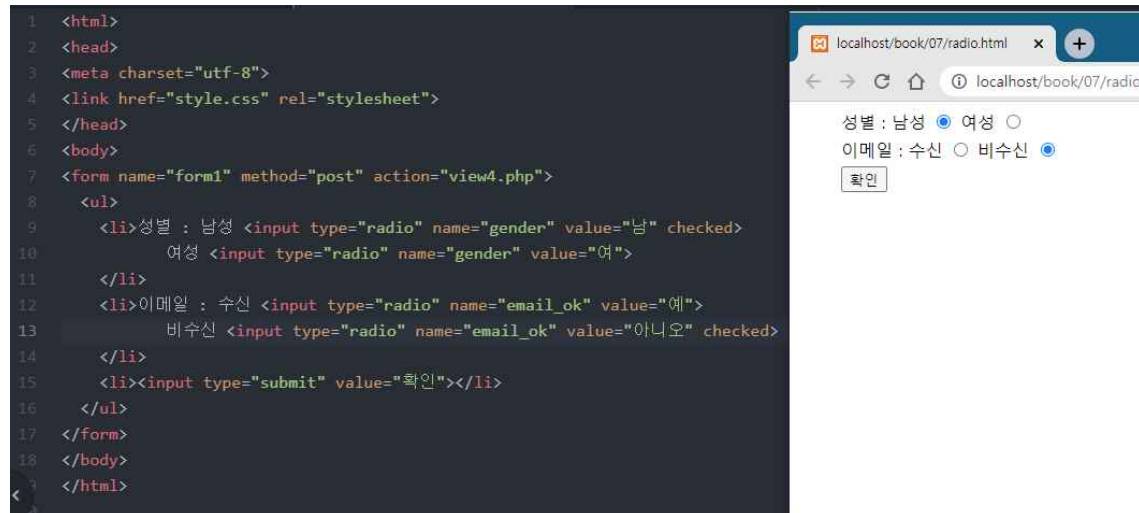 1 <html>
2 <head>
3 <meta charset="utf-8">
4 <link href="style.css" rel="stylesheet">
5 </head>
6 <body>
7 <form name="form1" method="post" action="view4.php">
8 <ul>
9 <li>성별 : 남성 <input type="radio" name="gender" value="남" checked>
10 여성 <input type="radio" name="gender" value="여">
11 </li>
12 <li>이메일 : 수신 <input type="radio" name="email_ok" value="예">
13 비수신 <input type="radio" name="email_ok" value="아니오" checked>
14 </li>
15 <li><input type="submit" value="확인"></li>
16 </ul>
17 </form>
18 </body>
</html>
localhost/book/07/radio.html
localhost/book/07/radio
성별 : 남성 여성
이메일 : 수신 비수신
확인